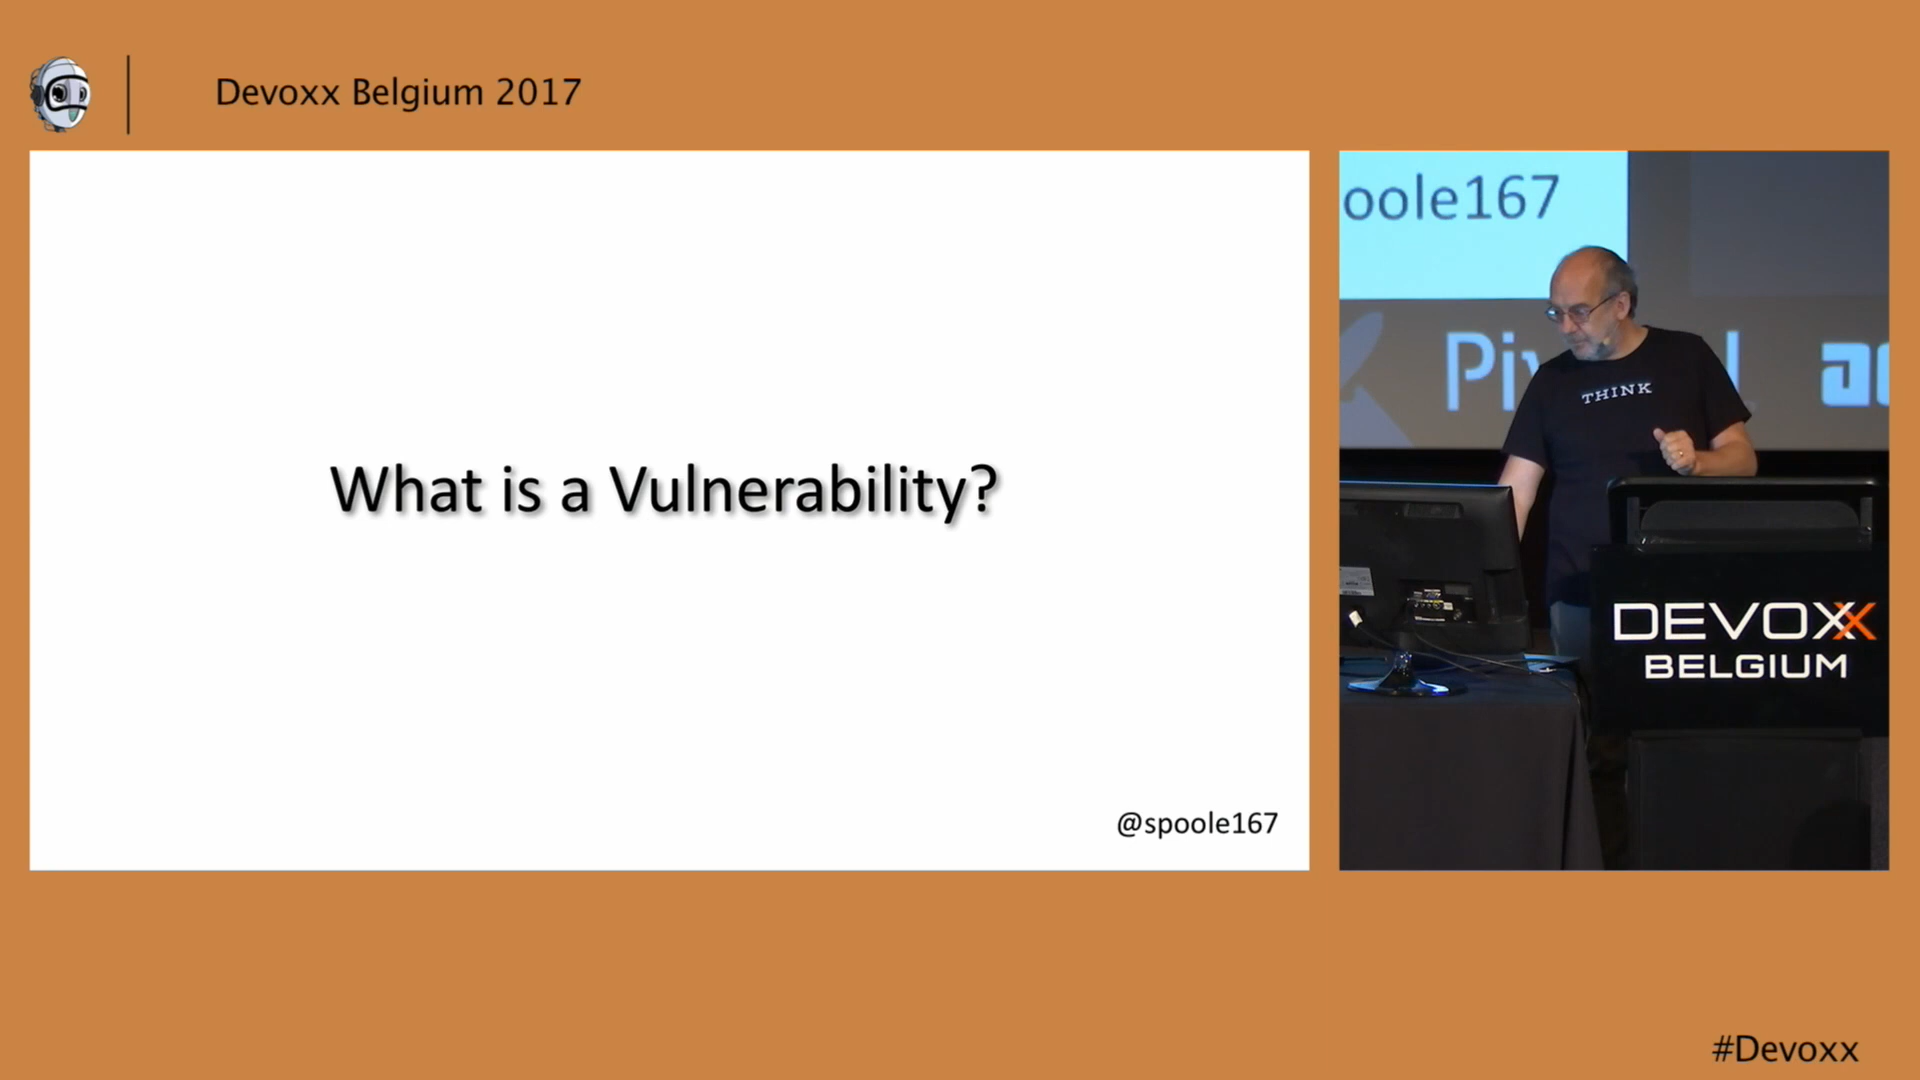 Devoxx Belgium 2017
What is a Vulnerability?
@spoole167
oole167
THINK
DEVOXX
BELGIUM
#Devoxx